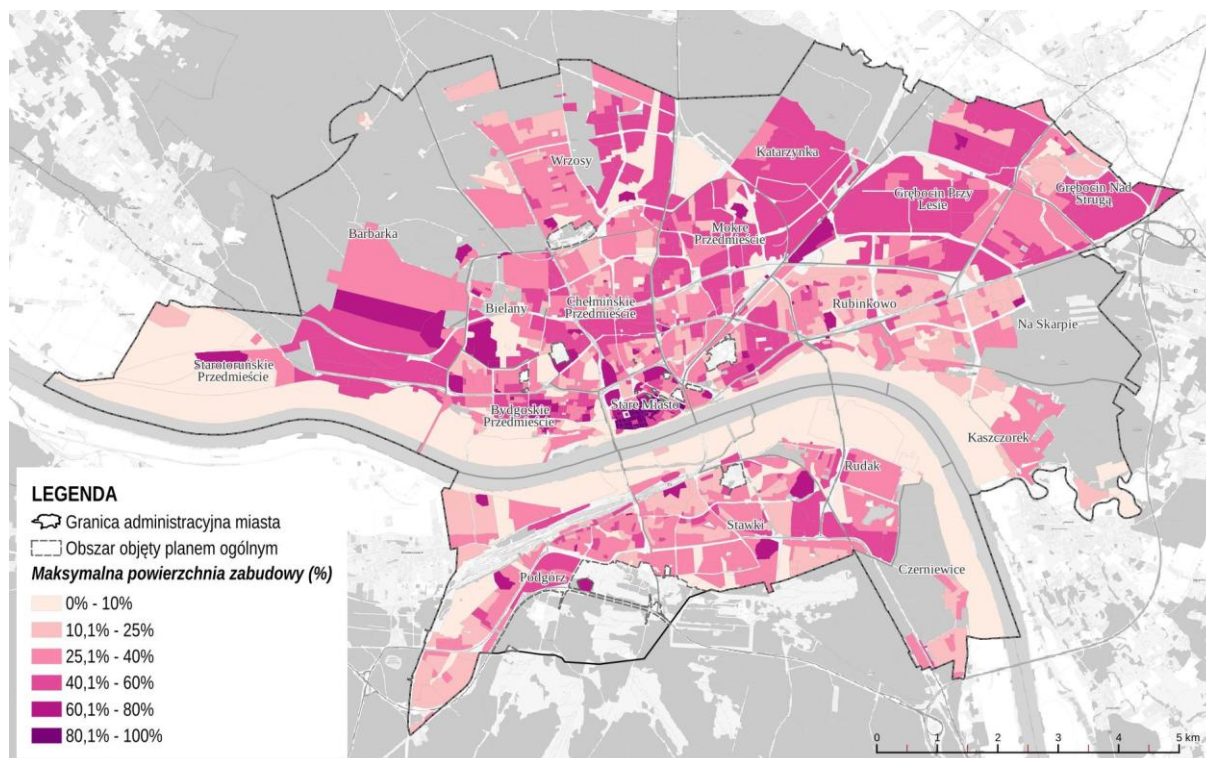 Wrzosy
Katarzynka
Grębocin Przy
Lesie
Grębocin Nad
Strugą
Barbarka
Mokre
Przedmieście
Bielany
Chełmińskie
Przedmieście
Rubinkowo
Na Skarpie
Starotoruńskie
Przedmieście
Bydgoskie
Przedmieście
Stare Miasto
Kaszczorek
Rudak
Stawki
Podgórz
Czerniewice
LEGENDA
Granica administracyjna miasta
Obszar objęty planem ogólnym
Maksymalna powierzchnia zabudowy (%)
0% - 10%
10,1% - 25%
25,1% - 40%
40,1% - 60%
60,1% - 80%
80,1% - 100%
0 1 2 3 4 5 km